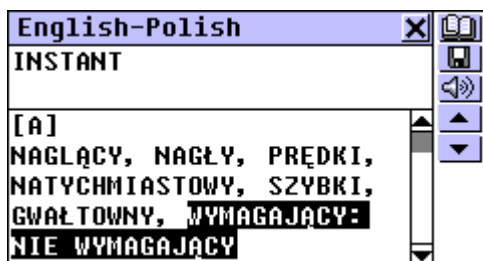 English-Polish
INSTANT
[A]
NAGLĄCY, NAGŁY, PRĘDKI,
NATYCHMIASTOWY, SZYBKI,
GWAŁTOWNY, WYMAGAJĄCY:
NIE WYMAGAJĄCY